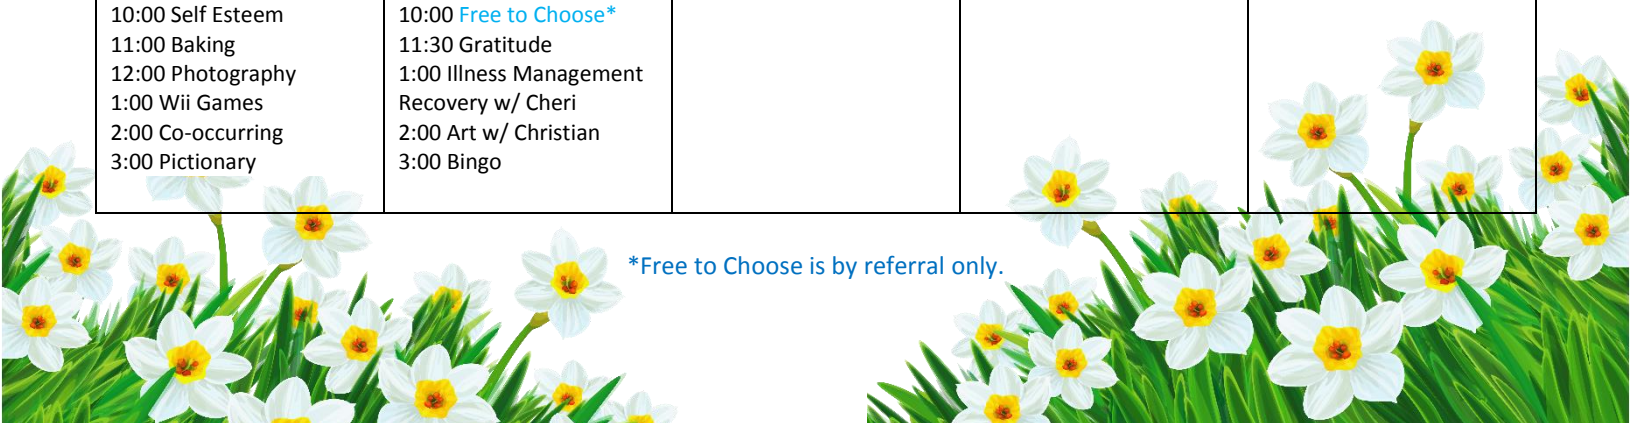 10:00 Self Esteem
11:00 Baking
12:00 Photography
1:00 Wii Games
2:00 Co-occurring
3:00 Pictionary
10:00 Free to Choose*
11:30 Gratitude
1:00 Illness Management
Recovery w/ Cheri
2:00 Art w/ Christian
3:00 Bingo
*Free to Choose is by referral only.